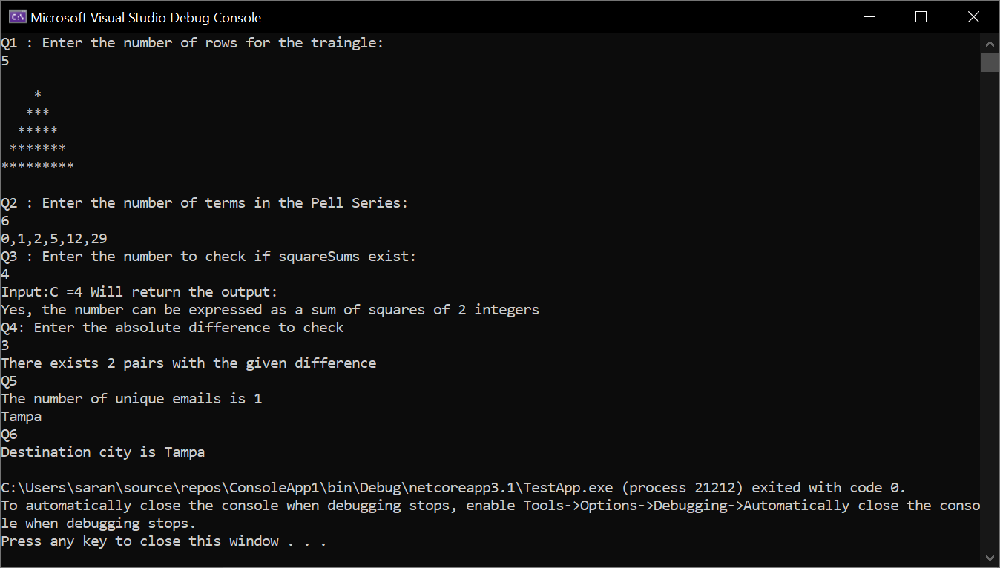 Microsoft Visual Studio Debug Console
Q1 : Enter the number of rows for the traingle:
5
*
***
*****
*******
*********
Q2 : Enter the number of terms in the Pell Series:
6
0,1,2,5,12,29
Q3 : Enter the number to check if squareSums exist:
4
Input:C =4 Will return the output:
Yes, the number can be expressed as a sum of squares of 2 integers
Q4: Enter the absolute difference to check
3
There exists 2 pairs with the given difference
Q5
The number of unique emails is 1
Tampa
Q6
Destination city is Tampa
C:\Users\saran\source\repos\ConsoleApp1\bin\Debug\netcoreapp3.1\TestApp.exe (process 21212) exited with code 0.
To automatically close the console when debugging stops, enable Tools->Options->Debugging->Automatically close the conso
le when debugging stops.
Press any key to close this window . . .